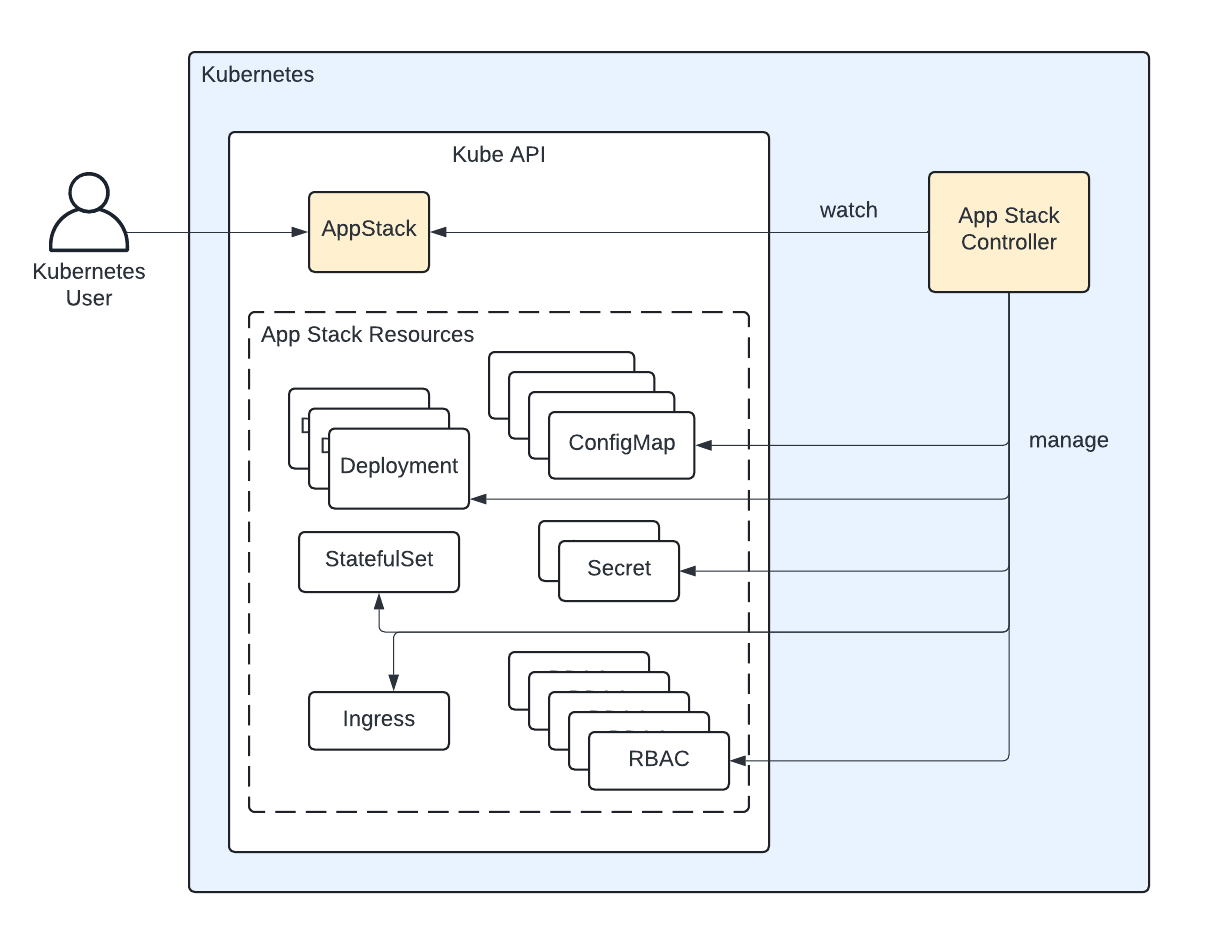 Kubernetes
Kube API
AppStack
watch
App Stack
Controller
Kubernetes
User
App Stack Resources
ConfigMap
manage
Deployment
StatefulSet
Secret
Ingress
RBAC